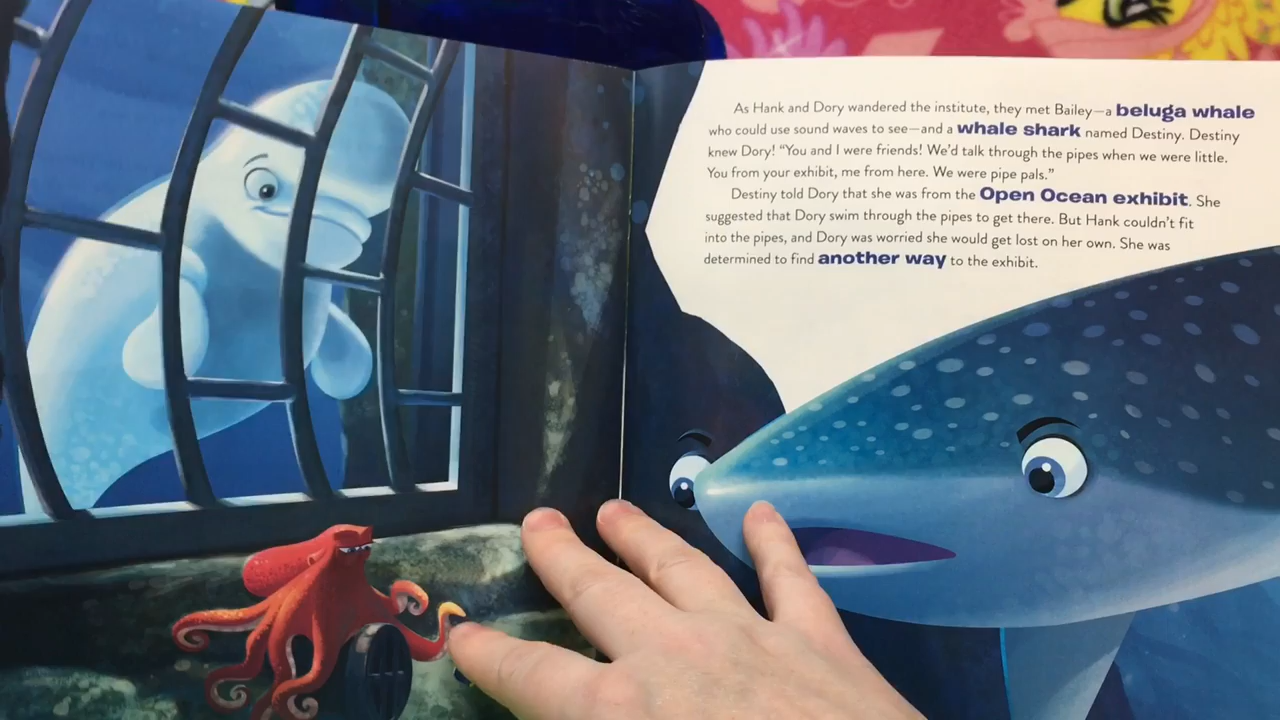 As Hank and Dory wandered the institute, they met Bailey—a beluga whale
who could use sound waves to see—and a whale shark named Destiny. Destiny
knew Dory! “You and I were friends! We’d talk through the pipes when we were little.
You from your exhibit, me from here. We were pipe pals.”
Destiny told Dory that she was from the Open Ocean exhibit. She
suggested that Dory swim through the pipes to get there. But Hank couldn’t fit
into the pipes, and Dory was worried she would get lost on her own. She was
determined to find another way to the exhibit.